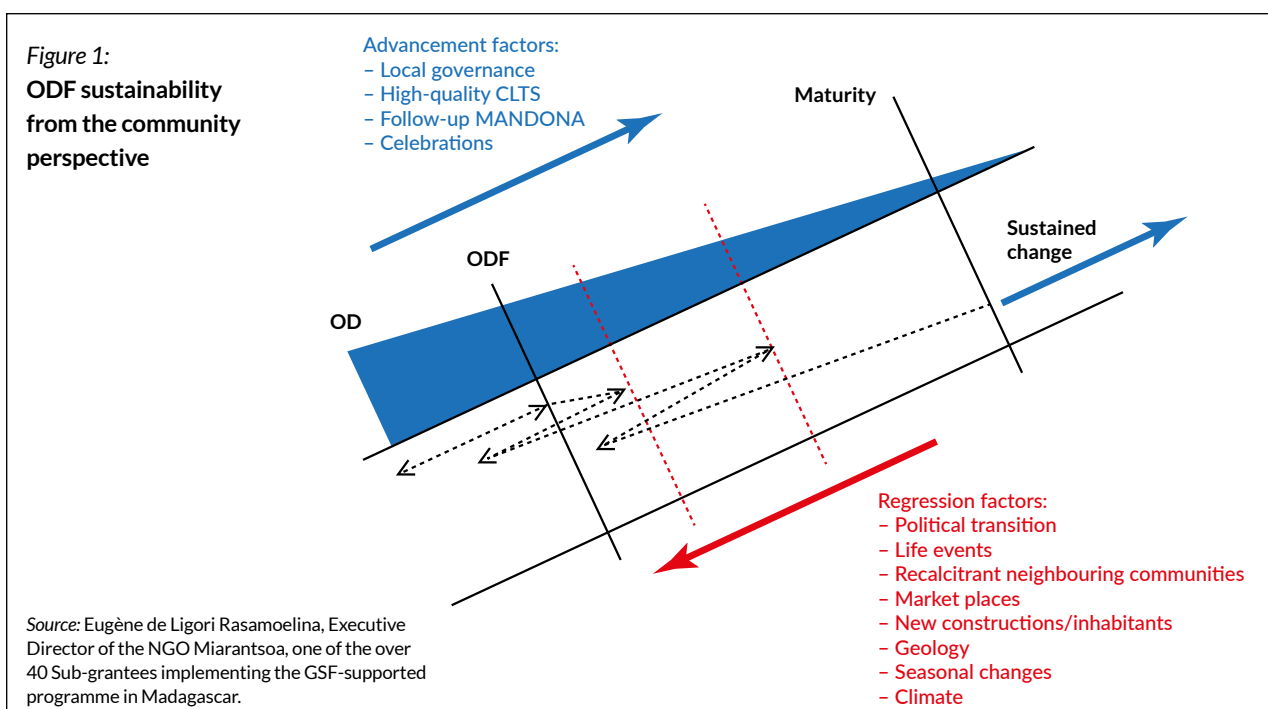 Figure 1:
ODF sustainability
from the community
perspective
Advancement factors:
– Local governance
– High-quality CLTS
– Follow-up MANDONA
– Celebrations
Maturity
Sustained
change
ODF
OD
Regression factors:
– Political transition
– Life events
– Recalcitrant neighbouring communities
– Market places
– New constructions/inhabitants
– Geology
– Seasonal changes
– Climate
Source: Eugène de Ligori Rasamoelina, Executive
Director of the NGO Miarantsoa, one of the over
40 Sub-grantees implementing the GSF-supported
programme in Madagascar.